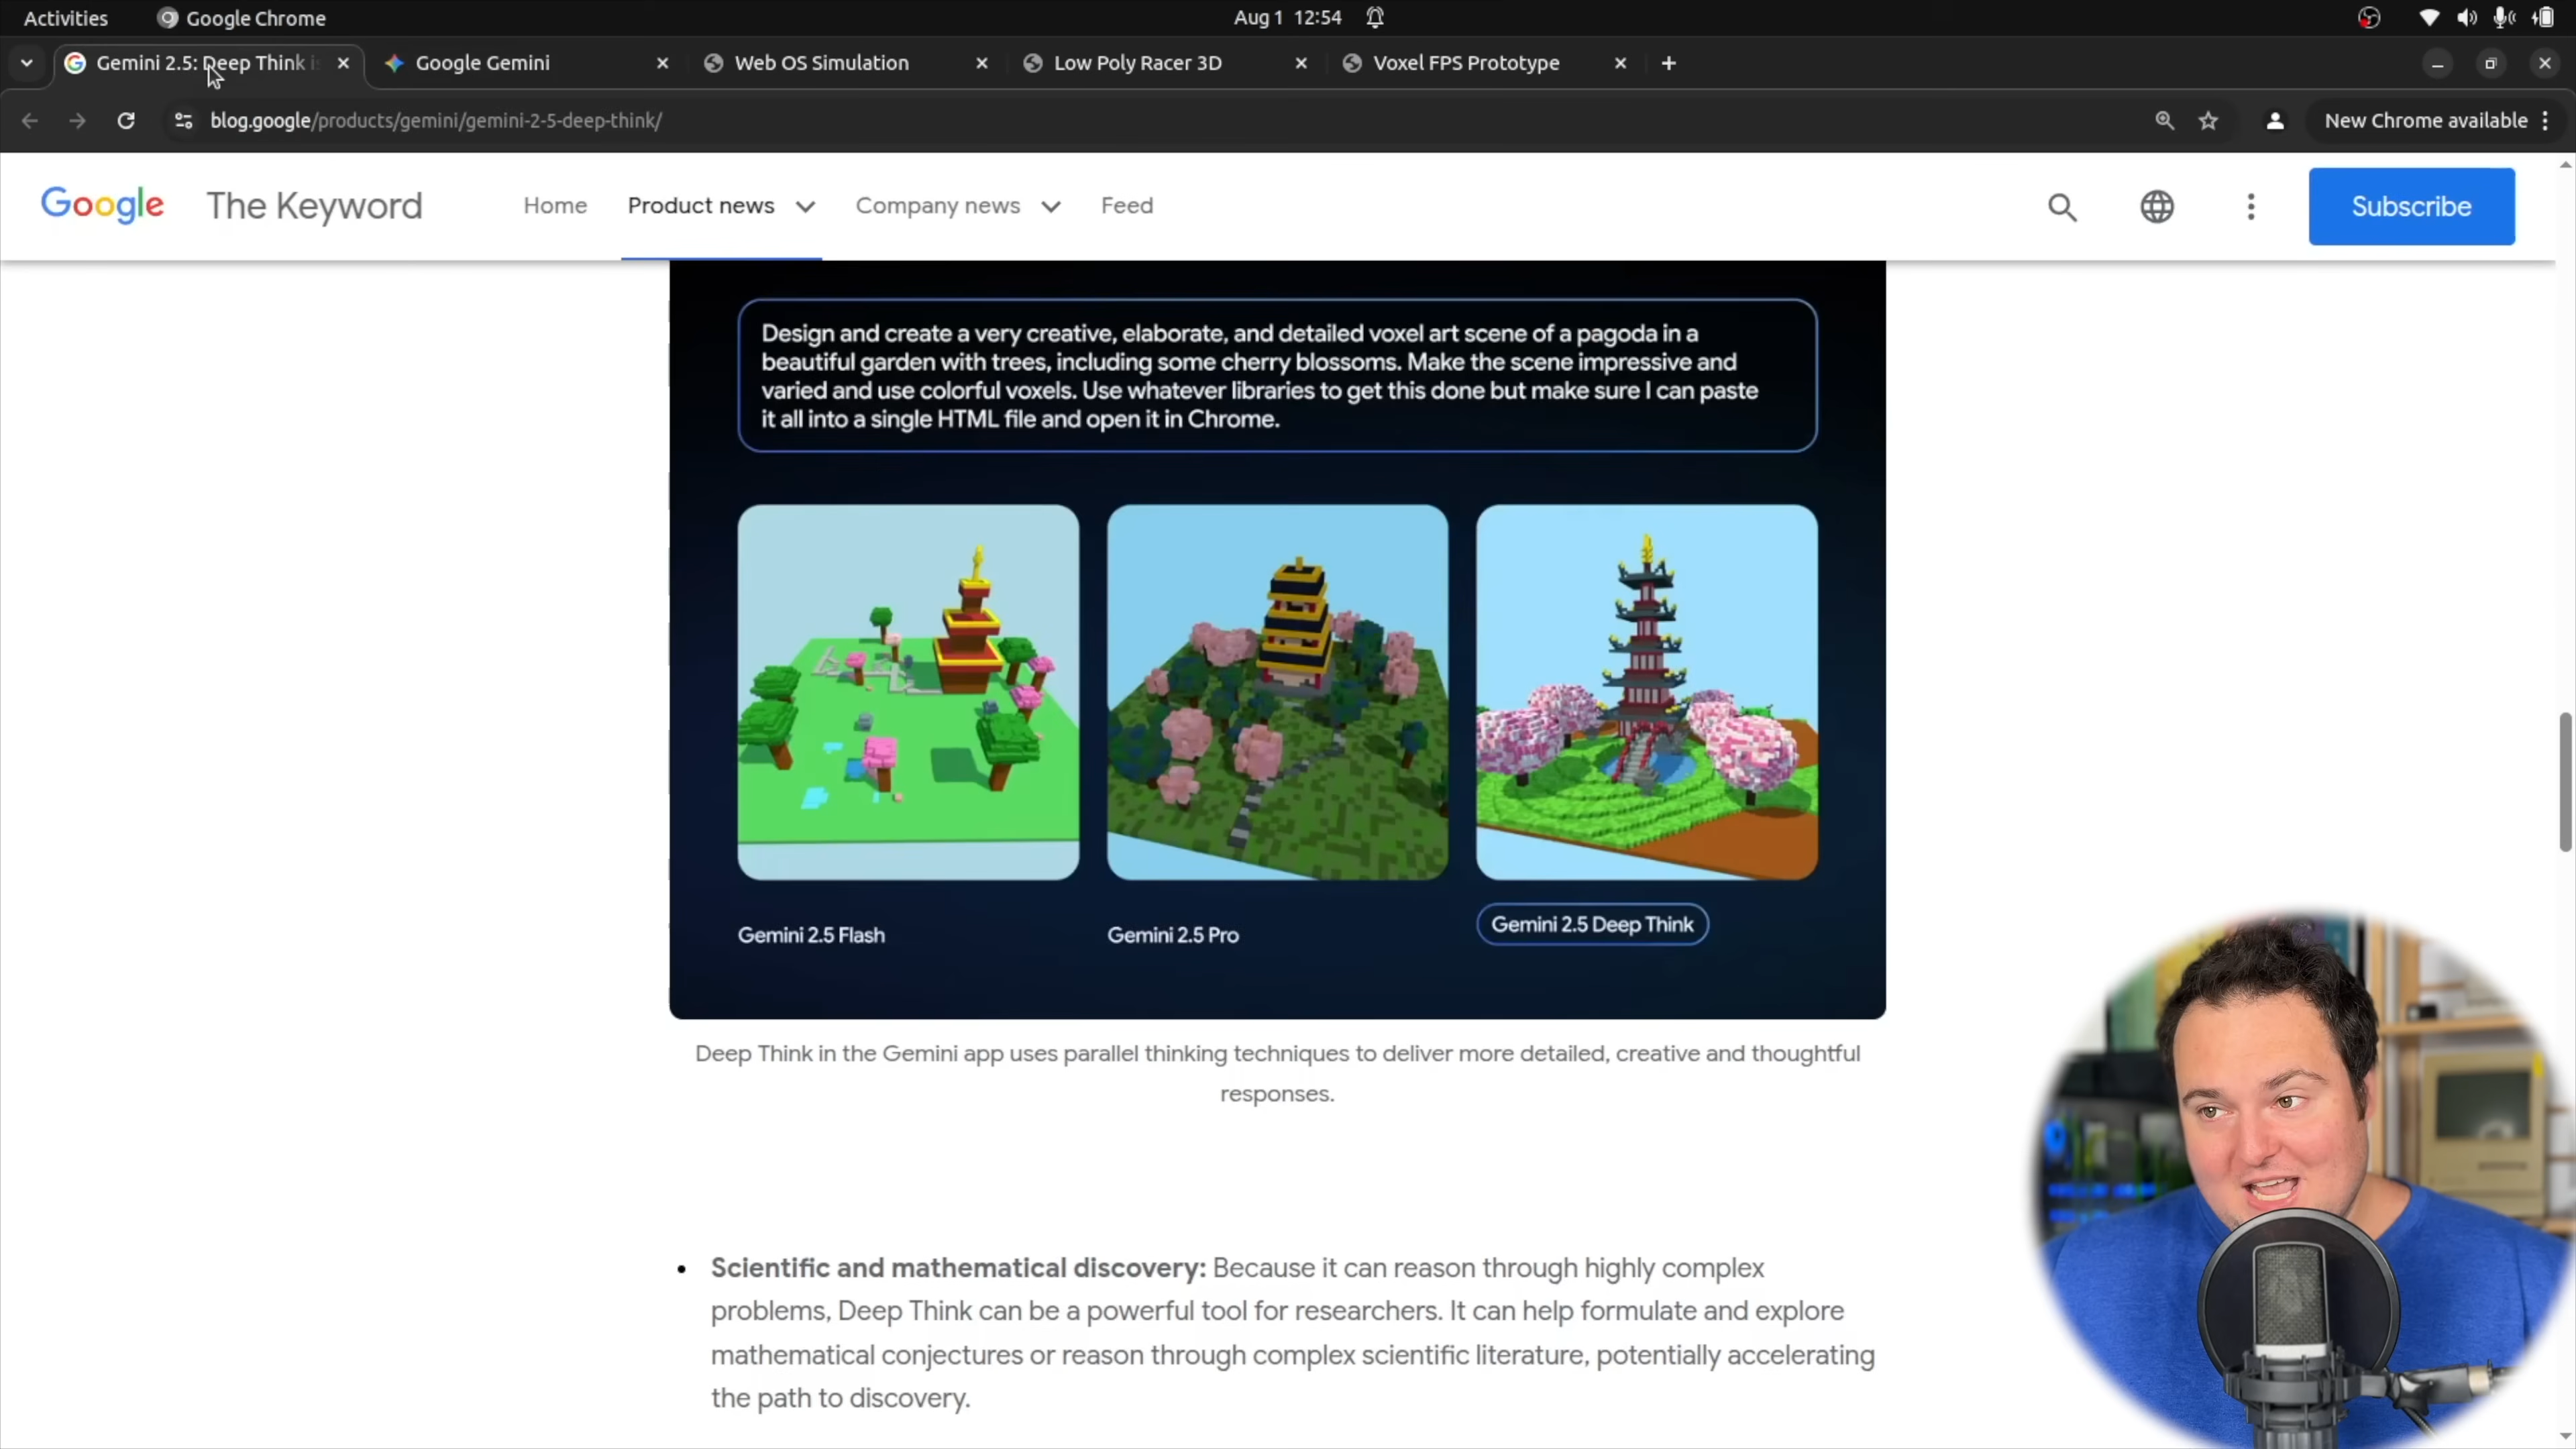 Activities
Google Chrome
Aug 1 12:54
Gemini 2.5: Deep Think i
Google Gemini
Web OS Simulation
Low Poly Racer 3D
Voxel FPS Prototype
blog.google/products/gemini/gemini-2-5-deep-think/
New Chrome available
Google The Keyword
Home
Product news
Company news
Feed
Subscribe
Design and create a very creative, elaborate, and detailed voxel art scene of a pagoda in a
beautiful garden with trees, including some cherry blossoms. Make the scene impressive and
varied and use colorful voxels. Use whatever libraries to get this done but make sure I can paste
it all into a single HTML file and open it in Chrome.
Gemini 2.5 Flash
Gemini 2.5 Pro
Gemini 2.5 Deep Think
Deep Think in the Gemini app uses parallel thinking techniques to deliver more detailed, creative and thoughtful
responses.
• Scientific and mathematical discovery: Because it can reason through highly complex
problems, Deep Think can be a powerful tool for researchers. It can help formulate and explore
mathematical conjectures or reason through complex scientific literature, potentially accelerating
the path to discovery.